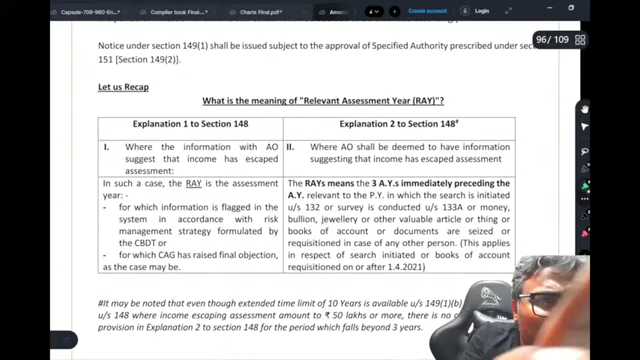 Capsule-709-960-En
Compiler book Final...
Charts Final.pdf*
Amen
4
Create account
Login
96 / 109
Notice under section 149(1) shall be issued subject to the approval of Specified Authority prescribed under sect
151 [Section 149(2)].
Let us Recap
What is the meaning of "Relevant Assessment Year (RAY)"?
Explanation 1 to Section 148
Explanation 2 to Section 148#
I. Where the information with AO
suggest that income has escaped
assessment:
II. Where AO shall be deemed to have information
suggesting that income has escaped assessment
In such a case, the RAY is the assessment
year: -
- for which information is flagged in the
system in accordance with risk
management strategy formulated by
the CBDT or
- for which CAG has raised final objection,
as the case may be.
The RAYs means the 3 A.Y.s immediately preceding the
A.Y. relevant to the P.Y. in which the search is initiated
u/s 132 or survey is conducted u/s 133A or money,
bullion, jewellery or other valuable article or thing or
books of account or documents are seized or
requisitioned in case of any other person. (This applies
in respect of search initiated or books of account
requisitioned on or after 1.4.2021)
#It may be noted that even though extended time limit of 10 Years is available u/s 149(1)(b)
u/s 148 where income escaping assessment amount to ₹ 50 lakhs or more, there is no c
provision in Explanation 2 to section 148 for the period which falls beyond 3 years.